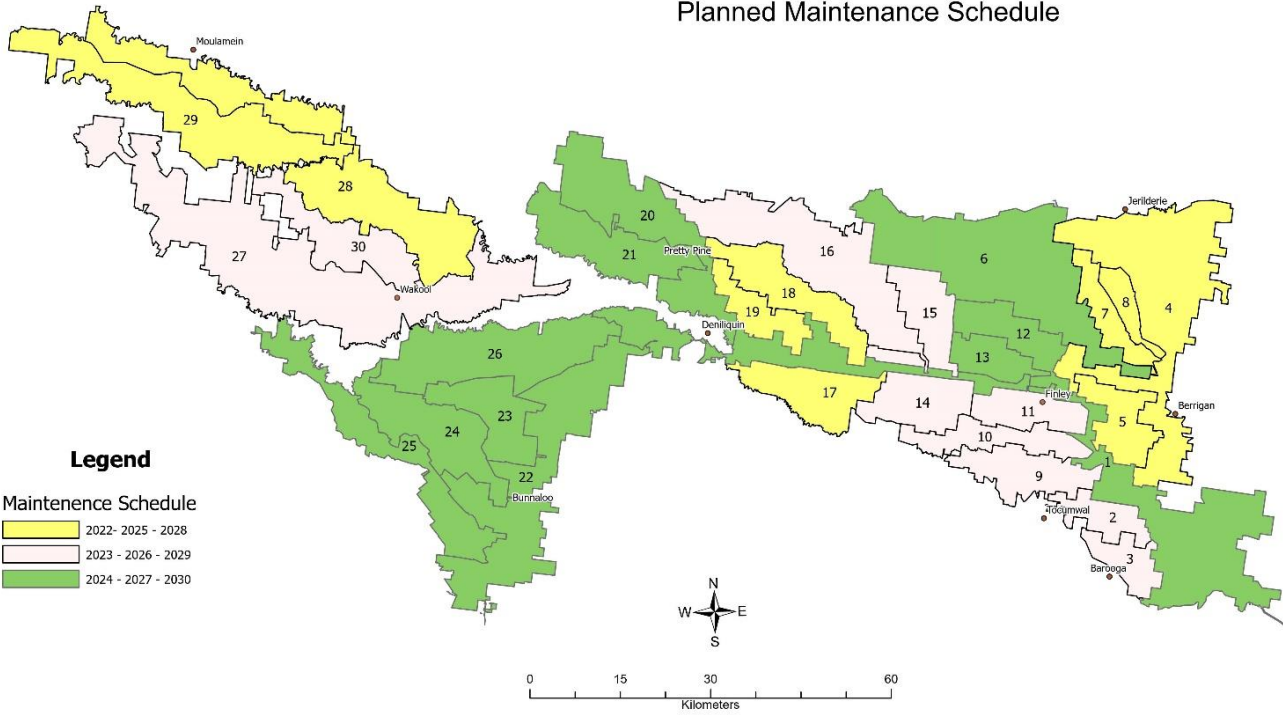 Planned Maintenance Schedule
Moulamein
29
28
Jerilderie
20
16
Pretty Pine
21
6
30
27
18
8
4
7
Wakool
19
15
12
Deniliquin
26
13
17
Finley
14
11
Berrigan
23
5
24
10
25
1
Legend
22
9
Bunnaloo
Maintenence Schedule
Tocumwal
2
2022- 2025 - 2028
2023 - 2026 - 2029
3
Barooga
2024 - 2027 - 2030
N
W
E
S
0
15
30
60
Kilometers